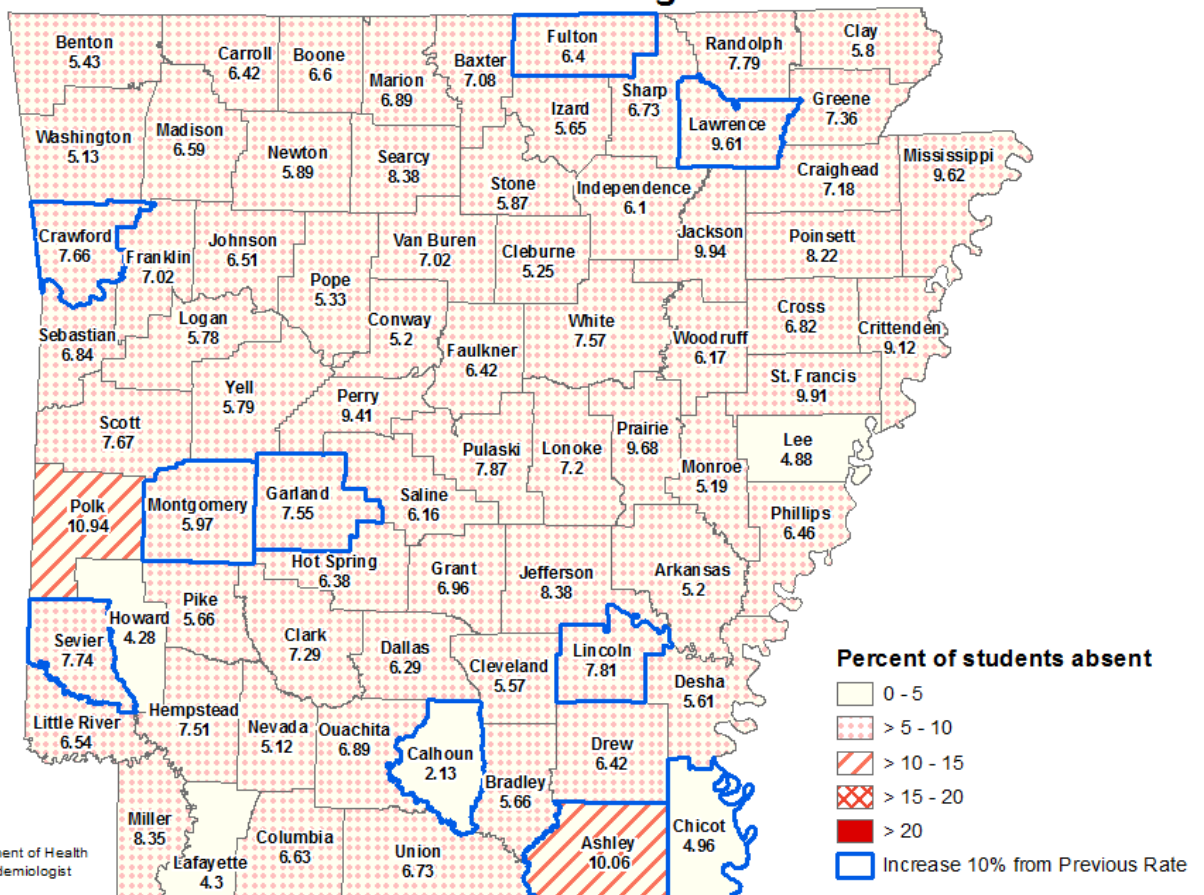 Benton
5.43
Carroll
6.42
Boone
6.6
Marion
6.89
Baxter
7.08
Fulton
6.4
Sharp
6.73
Randolph
7.79
Clay
5.8
Izard
5.65
Lawrence
9.61
Greene
7.36
Washington
5.13
Madison
6.59
Newton
5.89
Searcy
8.38
Stone
5.87
Independence
6.1
Craighead
7.18
Mississippi
9.62
Crawford
7.66
Franklin
7.02
Johnson
6.51
Pope
5.33
Van Buren
7.02
Cleburne
5.25
Jackson
9.94
Poinsett
8.22
Sebastian
6.84
Logan
5.78
Conway
5.2
Faulkner
6.42
White
7.57
Woodruff
6.17
Cross
6.82
Crittenden
9.12
St. Francis
9.91
Scott
7.67
Yell
5.79
Perry
9.41
Pulaski
7.87
Lonoke
7.2
Prairie
9.68
Monroe
5.19
Lee
4.88
Polk
10.94
Montgomery
5.97
Garland
7.55
Saline
6.16
Phillips
6.46
Hot Spring
6.38
Grant
6.96
Jefferson
8.38
Arkansas
5.2
Howard
4.28
Pike
5.66
Sevier
7.74
Clark
7.29
Dallas
6.29
Cleveland
5.57
Lincoln
7.81
Desha
5.61
Little River
6.54
Hempstead
7.51
Nevada
5.12
Ouachita
6.89
Calhoun
2.13
Bradley
5.66
Drew
6.42
Miller
8.35
Lafayette
4.3
Columbia
6.63
Union
6.73
Ashley
10.06
Chicot
4.96
ent of Health
demiologist
Percent of students absent
0 - 5
> 5 - 10
> 10 - 15
> 15 - 20
> 20
Increase 10% from Previous Rate